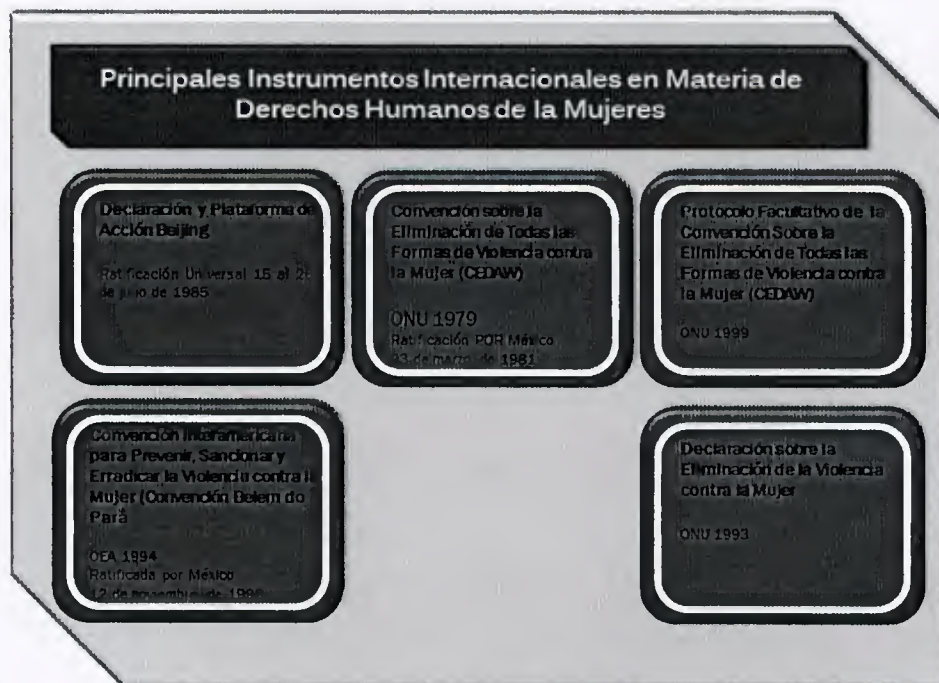 Principales Instrumentos Internacionales en Materia de
Derechos Humanos de la Mujeres
Declaración y Plataforma de
Acción Beijing
Ratificación Universal 15 al
de julio de 1985
Convención sobre la
Eliminación de Todas las
Formas de Violencia contra
la Mujer (CEDAW)
ONU 1979
Ratificación POR México
23 de marzo de 1981
Protocolo Facultativo de la
Convención Sobre la
Eliminación de Todas las
Formas de Violencia contra
la Mujer (CEDAW)
ONU 1999
Convención Interamericana
para Prevenir, Sancionar y
Erradicar la Violencia contra la
Mujer (Convención Belem do
Pará
OEA 1994
Ratificada por México
12 de noviembre de
Declaración sobre la
Eliminación de la Violencia
contra la Mujer
ONU 1993